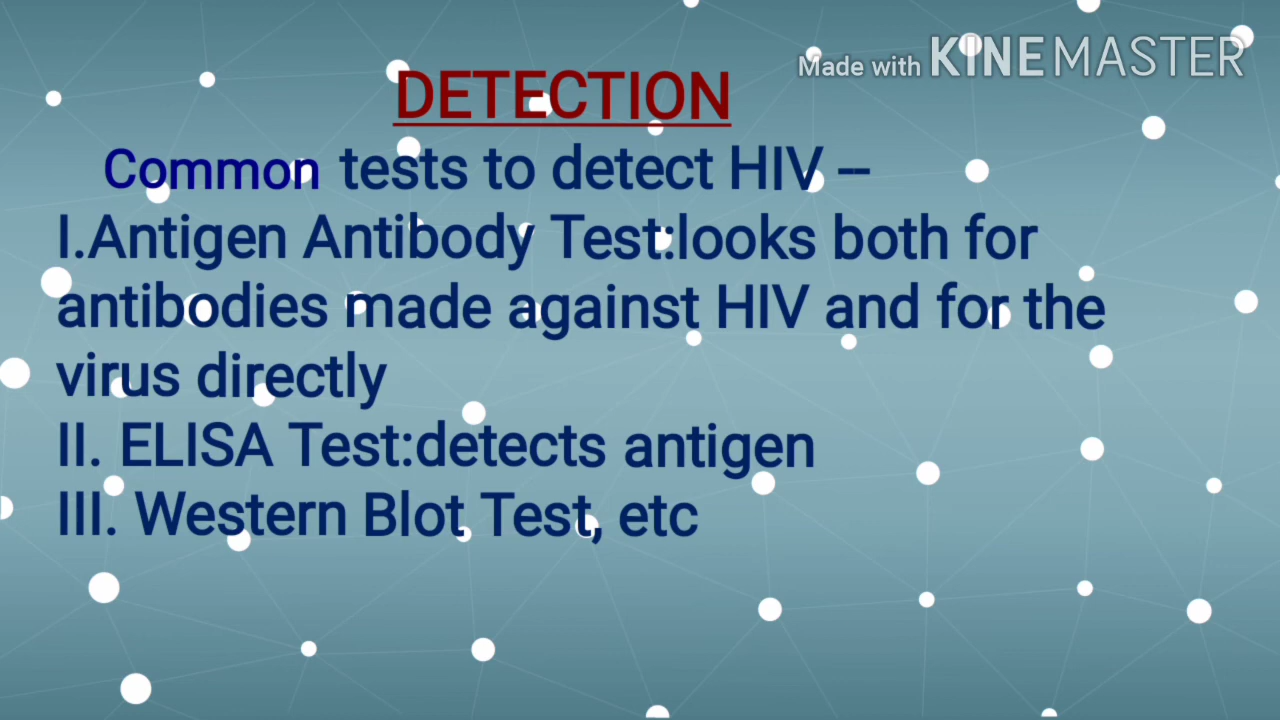 Made with KINEMASTER
DETECTION
Common tests to detect HIV --
I.Antigen Antibody Test:looks both for
antibodies made against HIV and for the
virus directly
II. ELISA Test:detects antigen
III. Western Blot Test, etc